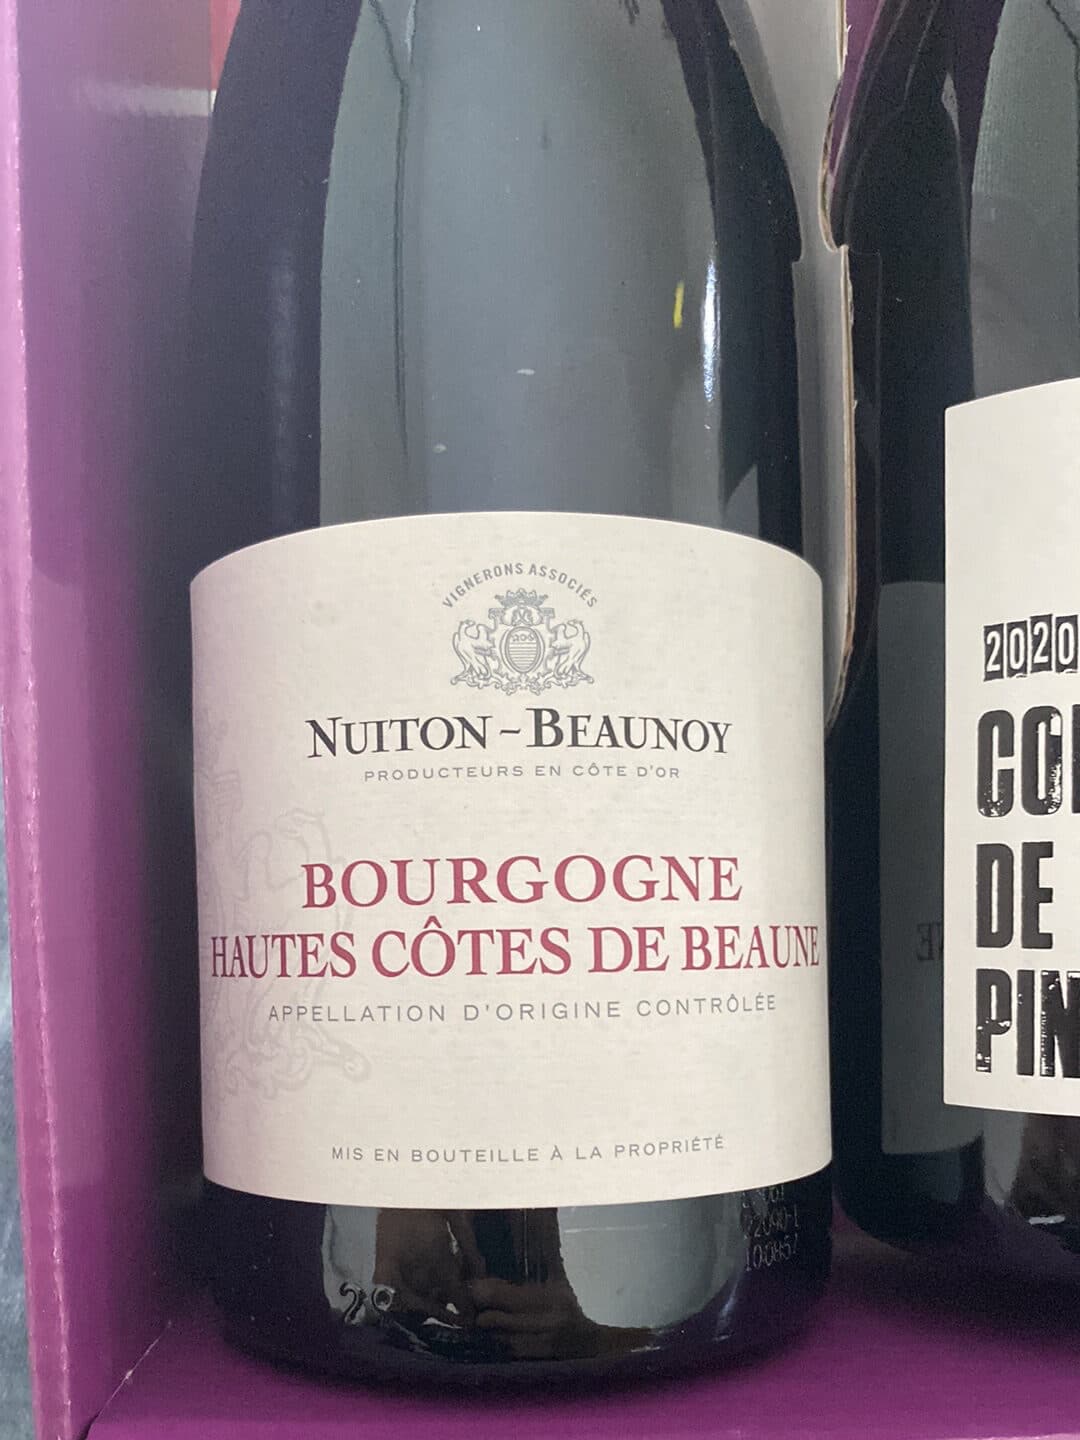 VIGNERONS ASSOCIÉS
NUITON-BEAUNOY
PRODUCTEURS EN CÔTE D'OR
BOURGOGNE
HAUTES CÔTES DE BEAUNE
APPELLATION D'ORIGINE CONTRÔLÉE
MIS EN BOUTEILLE À LA PROPRIÉTÉ
29
2020
DE